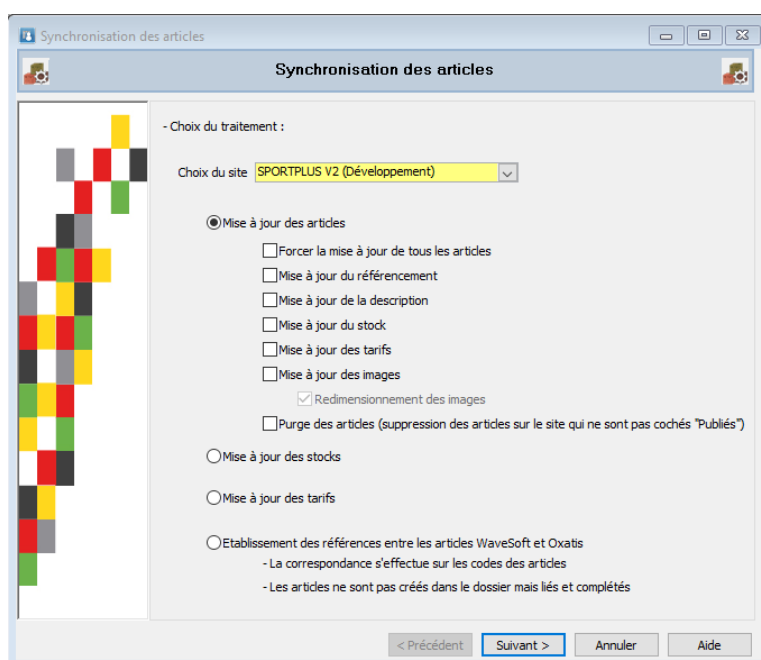 Synchronisation des articles
Synchronisation des articles
- Choix du traitement :
Choix du site SPORTPLUS V2 (Développement)
Mise à jour des articles
Forcer la mise à jour de tous les articles
Mise à jour du référencement
Mise à jour de la description
Mise à jour du stock
Mise à jour des tarifs
Mise à jour des images
Redimensionnement des images
Purge des articles (suppression des articles sur le site qui ne sont pas cochés "Publiés")
Mise à jour des stocks
Mise à jour des tarifs
Etablissement des références entre les articles WaveSoft et Oxatis
- La correspondance s'effectue sur les codes des articles
- Les articles ne sont pas créés dans le dossier mais liés et complétés
< Précédent Suivant > Annuler Aide